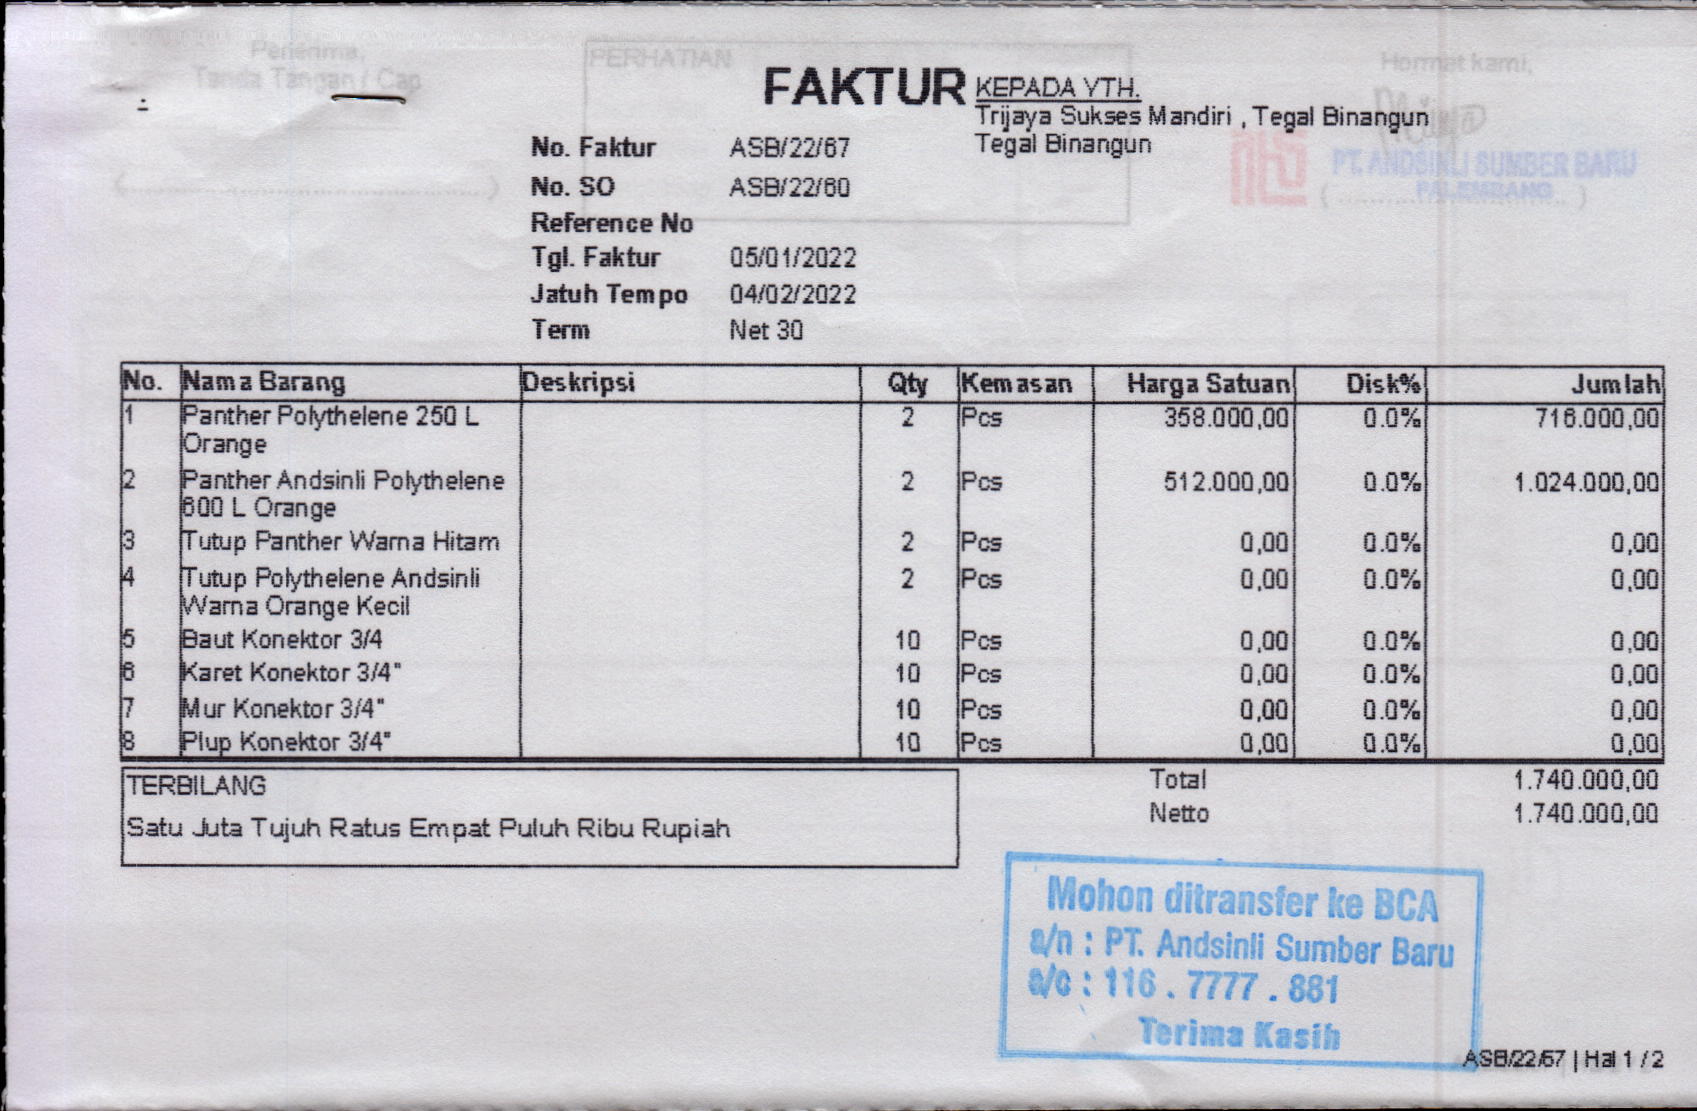 FAKTUR
KEPADA YTH.
Trijaya Sukses Mandiri , Tegal Binangun
Tegal Binangun
No. Faktur ASB/22/67
No. SO ASB/22/60
Reference No
Tgl. Faktur 05/01/2022
Jatuh Tempo 04/02/2022
Term Net 30
No. Nama Barang Deskripsi Qty Kemasan Harga Satuan Disk% Jumlah
1 Panther Polythelene 250 L 2 Pcs 358.000,00 0.0% 716.000,00
Orange
2 Panther Andsinli Polythelene 2 Pcs 512.000,00 0.0% 1.024.000,00
600 L Orange
3 Tutup Panther Warna Hitam 2 Pcs 0,00 0.0% 0,00
4 Tutup Polythelene Andsinli 2 Pcs 0,00 0.0% 0,00
Warna Orange Kecil
5 Baut Konektor 3/4 10 Pcs 0,00 0.0% 0,00
6 Karet Konektor 3/4" 10 Pcs 0,00 0.0% 0,00
7 Mur Konektor 3/4" 10 Pcs 0,00 0.0% 0,00
8 Plup Konektor 3/4" 10 Pcs 0,00 0.0% 0,00
TERBILANG
Satu Juta Tujuh Ratus Empat Puluh Ribu Rupiah
Total 1.740.000,00
Netto 1.740.000,00
Mohon ditransfer ke BCA
a/n : PT. Andsinli Sumber Baru
a/c : 116 . 7777 . 881
Terima Kasih
ASB/22/67 | Hal 1 / 2
Penerima,
Tanda Tangan / Cap
PERHATIAN
Hormat kami,
PT. ANDSINLI SUMBER BARU
PALEMBANG